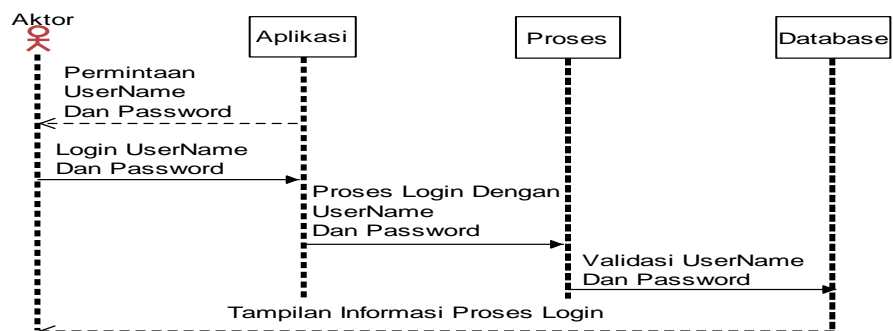 Aktor
Aplikasi
Proses
Database
Permintaan
UserName
Dan Password
Login UserName
Dan Password
Proses Login Dengan
UserName
Dan Password
Validasi UserName
Dan Password
Tampilan Informasi Proses Login